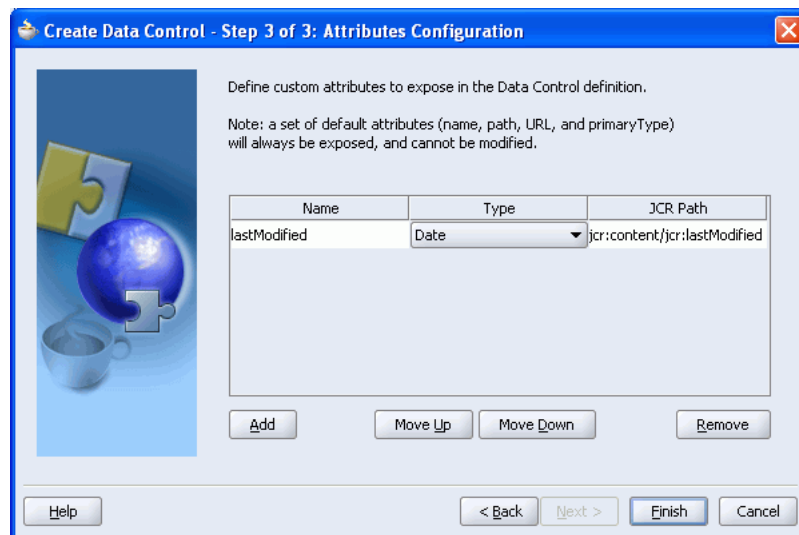 Create Data Control - Step 3 of 3: Attributes Configuration
Define custom attributes to expose in the Data Control definition.
Note: a set of default attributes (name, path, URL, and primaryType)
will always be exposed, and cannot be modified.
Name Type JCR Path
lastModified Date jcr:content/jcr:lastModified
Add Move Up Move Down Remove
Help < Back Next > Finish Cancel